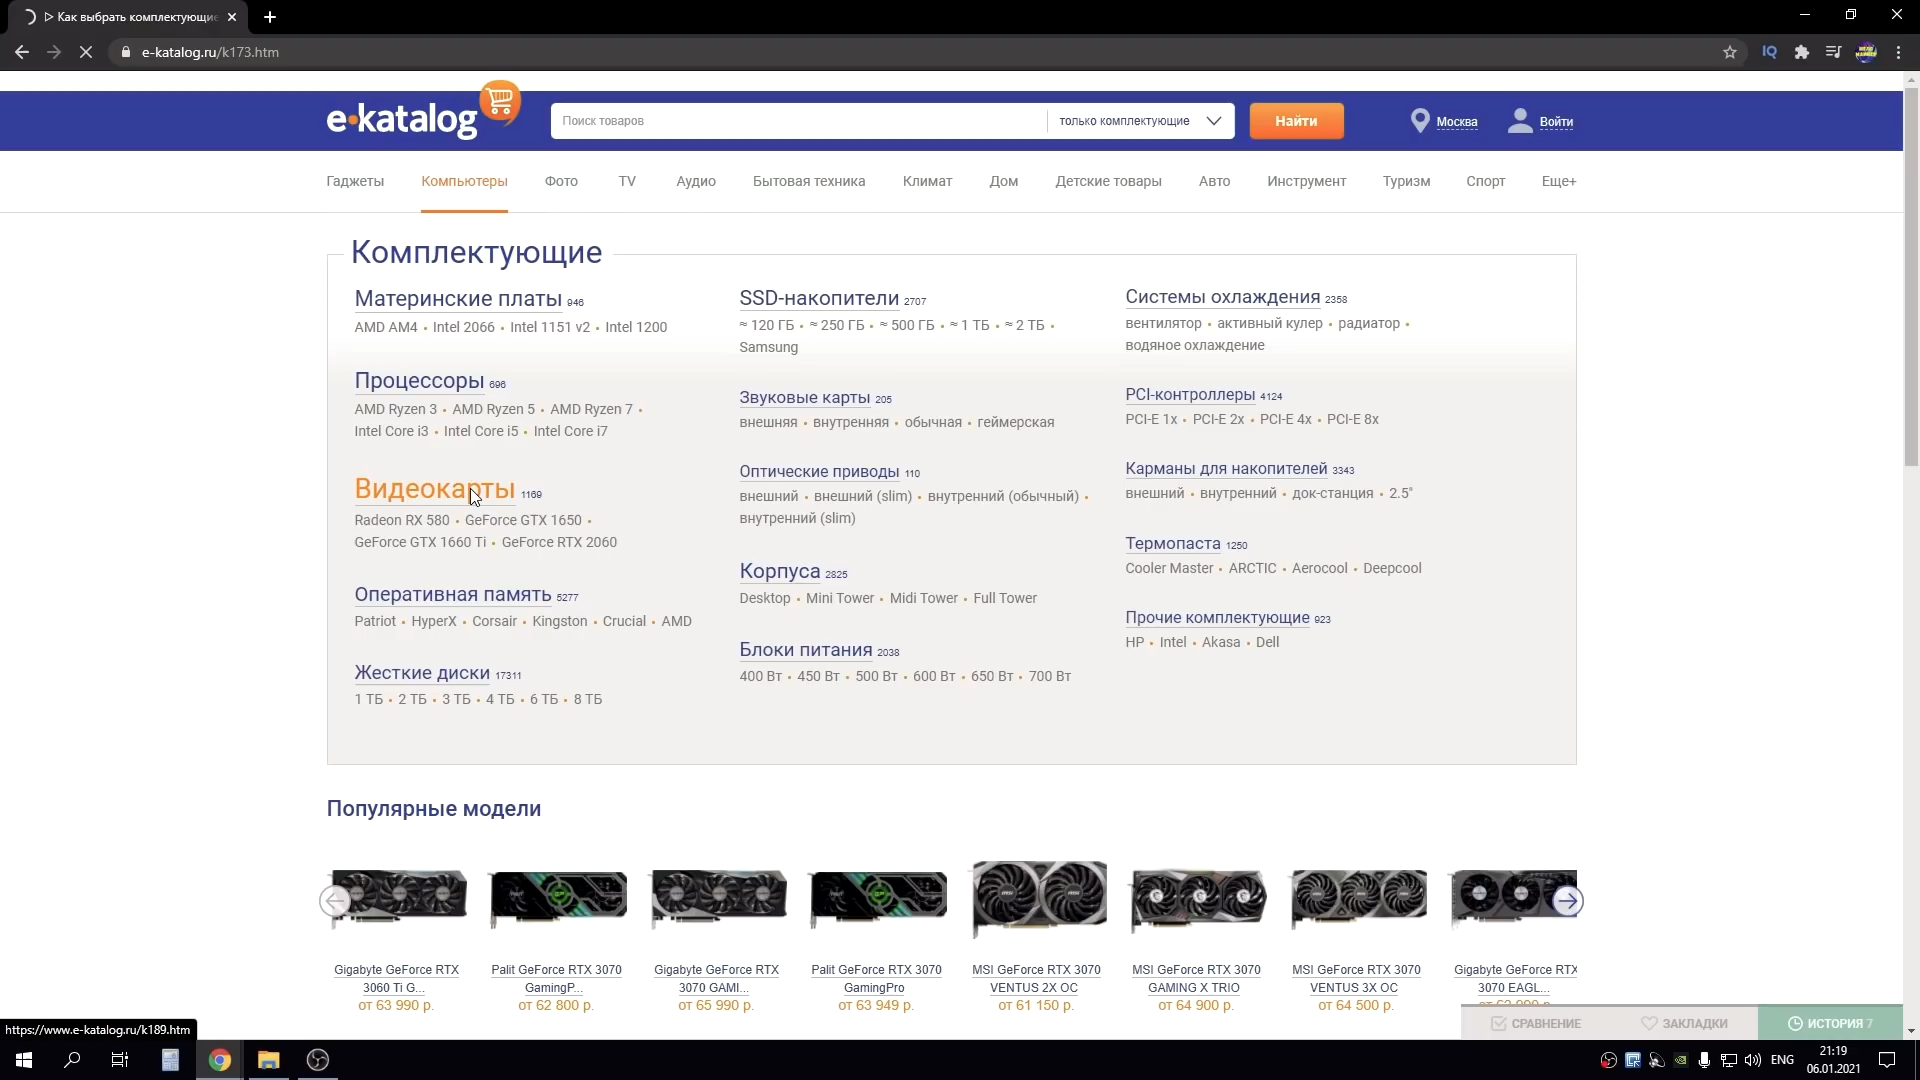 Как выбрать комплектующие
e-katalog.ru/k173.htm
IQ
e-katalog
Поиск товаров
только комплектующие
Найти
Москва
Войти
Гаджеты
Компьютеры
Фото
TV
Аудио
Бытовая техника
Климат
Дом
Детские товары
Авто
Инструмент
Туризм
Спорт
Еще+
Комплектующие
Материнские платы 946
AMD AM4 • Intel 2066 • Intel 1151 v2 • Intel 1200
Процессоры 696
AMD Ryzen 3 • AMD Ryzen 5 • AMD Ryzen 7 •
Intel Core i3 • Intel Core i5 • Intel Core i7
Видеокарты 1169
Radeon RX 580 • GeForce GTX 1650 •
GeForce GTX 1660 Ti • GeForce RTX 2060
Оперативная память 5277
Patriot • HyperX • Corsair • Kingston • Crucial • AMD
Жесткие диски 17311
1 ТБ • 2 ТБ • 3 ТБ • 4 ТБ • 6 ТБ • 8 ТБ
SSD-накопители 2707
≈ 120 ГБ • ≈ 250 ГБ • ≈ 500 ГБ • ≈ 1 ТБ • ≈ 2 ТБ •
Samsung
Звуковые карты 205
внешняя • внутренняя • обычная • геймерская
Оптические приводы 110
внешний • внешний (slim) • внутренний (обычный) •
внутренний (slim)
Корпуса 2825
Desktop • Mini Tower • Midi Tower • Full Tower
Блоки питания 2038
400 Вт • 450 Вт • 500 Вт • 600 Вт • 650 Вт • 700 Вт
Системы охлаждения 2358
вентилятор • активный кулер • радиатор •
водяное охлаждение
PCI-контроллеры 4124
PCI-E 1x • PCI-E 2x • PCI-E 4x • PCI-E 8x
Карманы для накопителей 3343
внешний • внутренний • док-станция • 2.5"
Термопаста 1250
Cooler Master • ARCTIC • Aerocool • Deepcool
Прочие комплектующие 923
HP • Intel • Akasa • Dell
Популярные модели
Gigabyte GeForce RTX
3060 Ti G...
от 63 990 р.
Palit GeForce RTX 3070
GamingP...
от 62 800 р.
Gigabyte GeForce RTX
3070 GAMI...
от 65 990 р.
Palit GeForce RTX 3070
GamingPro
от 63 949 р.
MSI GeForce RTX 3070
VENTUS 2X OC
от 61 150 р.
MSI GeForce RTX 3070
GAMING X TRIO
от 64 900 р.
MSI GeForce RTX 3070
VENTUS 3X OC
от 64 500 р.
Gigabyte GeForce RTX
3070 EAGL...
СРАВНЕНИЕ
ЗАКЛАДКИ
ИСТОРИЯ 7
https://www.e-katalog.ru/k189.htm
ENG
21:19
06.01.2021